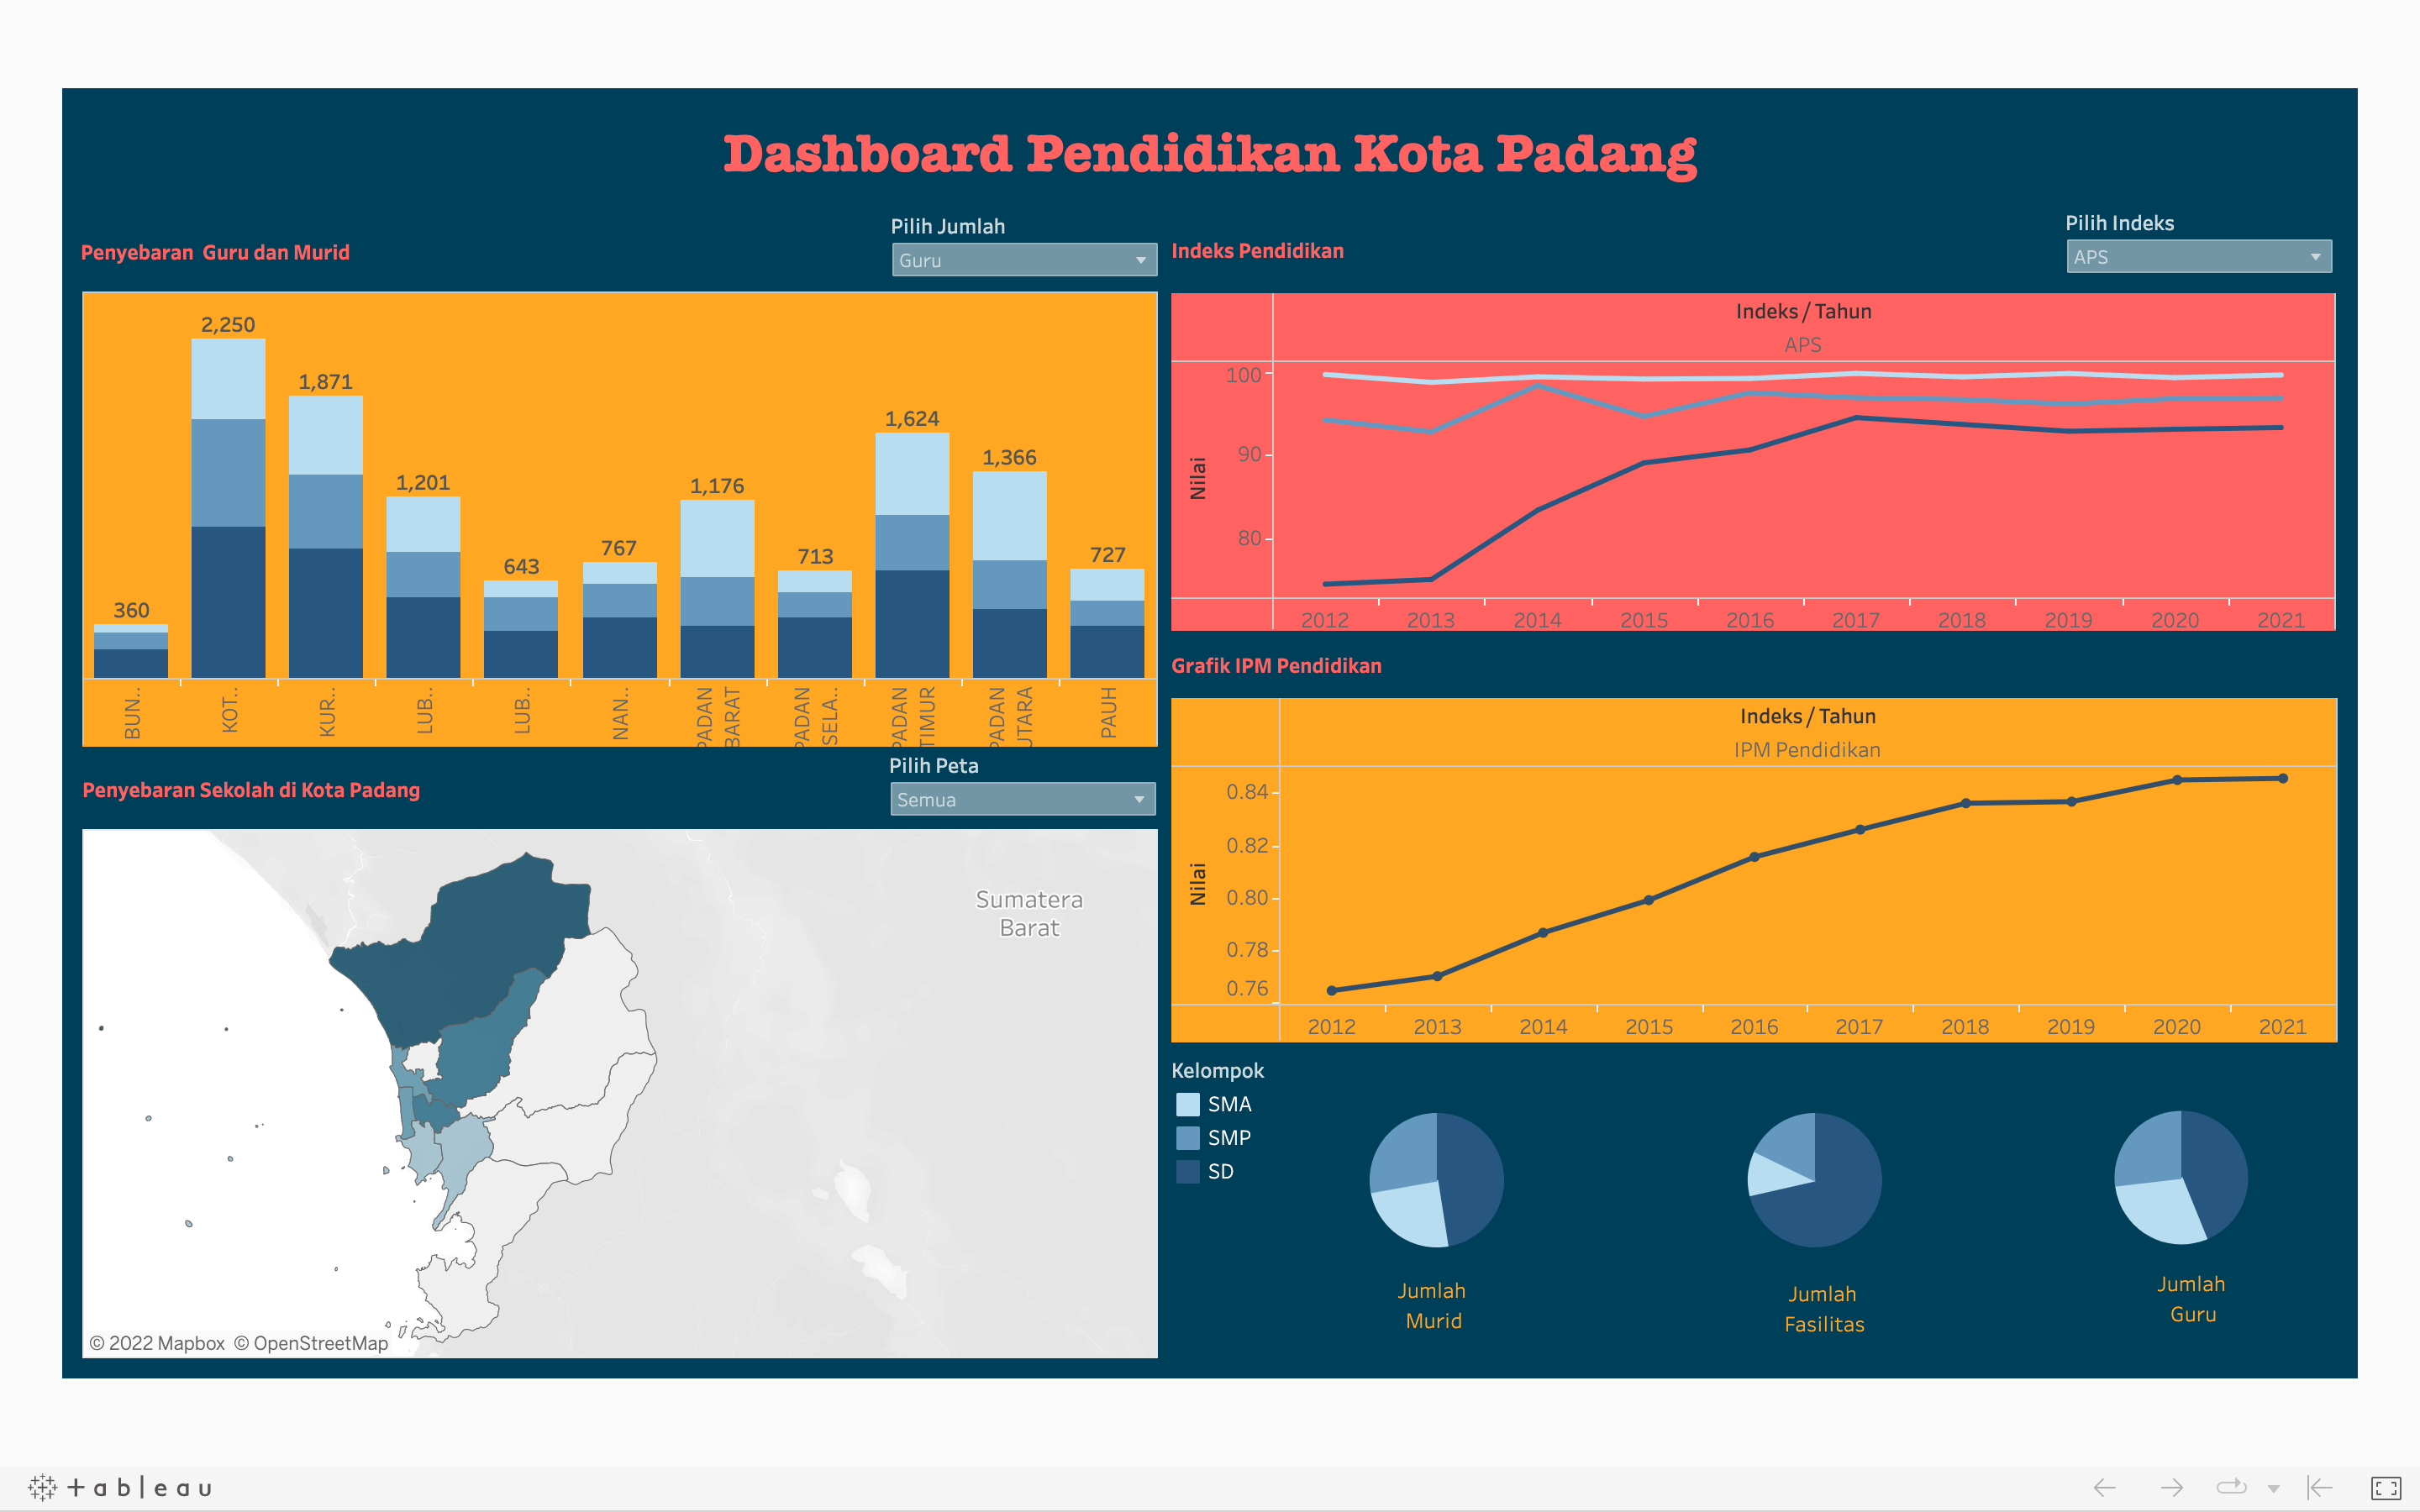 Dashboard Pendidikan Kota Padang
Penyebaran  Guru dan Murid
Pilih Jumlah
Guru
2,250
1,871
1,201
1,176
1,624
1,366
360
643
767
713
727
BUN..
KOT..
KUR..
LUB..
LUB..
NAN..
PADAN
BARAT
PADAN
SELA..
PADAN
TIMUR
PADAN
UTARA
PAUH
Penyebaran Sekolah di Kota Padang
Pilih Peta
Semua
Sumatera
Barat
© 2022 Mapbox © OpenStreetMap
Indeks Pendidikan
Pilih Indeks
APS
Indeks / Tahun
APS
Nilai
100
90
80
2012 2013 2014 2015 2016 2017 2018 2019 2020 2021
Grafik IPM Pendidikan
Indeks / Tahun
IPM Pendidikan
Nilai
0.84
0.82
0.80
0.78
0.76
2012 2013 2014 2015 2016 2017 2018 2019 2020 2021
Kelompok
SMA
SMP
SD
Jumlah
Murid
Jumlah
Fasilitas
Jumlah
Guru
+ableau